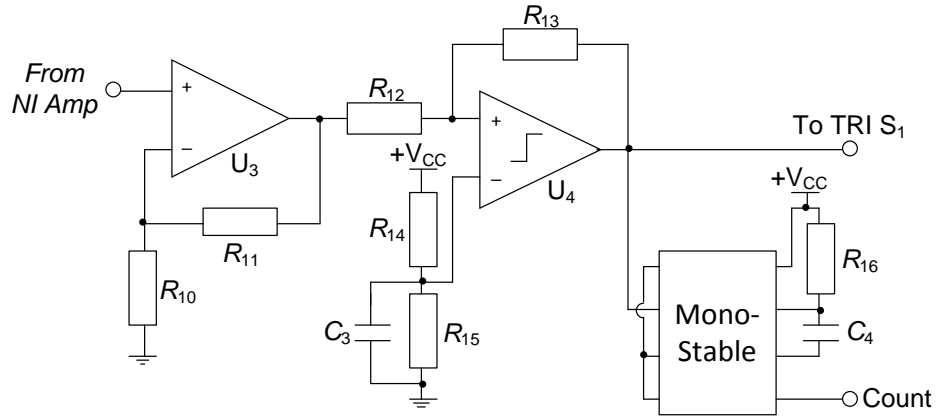 R13
From
NI Amp
+
−
U3
R12
+
−
U4
To TRI S1
+VCC
+VCC
R11
R14
R10
R16
C3
R15
Mono-
Stable
C4
Count